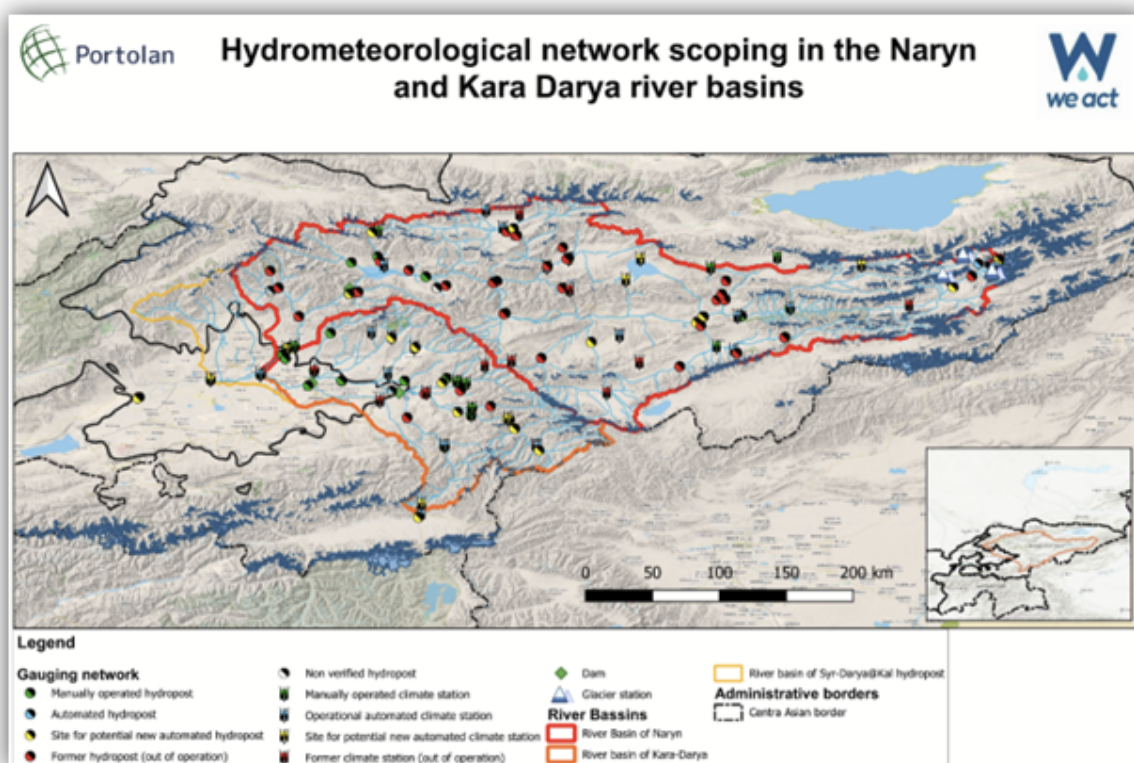 Portolan
Hydrometeorological network scoping in the Naryn
and Kara Darya river basins
W
we act
0 50 100 150 200 km
Legend
Gauging network
Manually operated hydropost
Automated hydropost
Site for potential new automated hydropost
Former hydropost (out of operation)
Non verified hydropost
Manually operated climate station
Operational automated climate station
Site for potential new automated climate station
Former climate station (out of operation)
Dam
Glacier station
River Bassins
River Basin of Naryn
River basin of Kara-Darya
River basin of Syr-Darya@Kal hydropost
Administrative borders
Centra Asian border